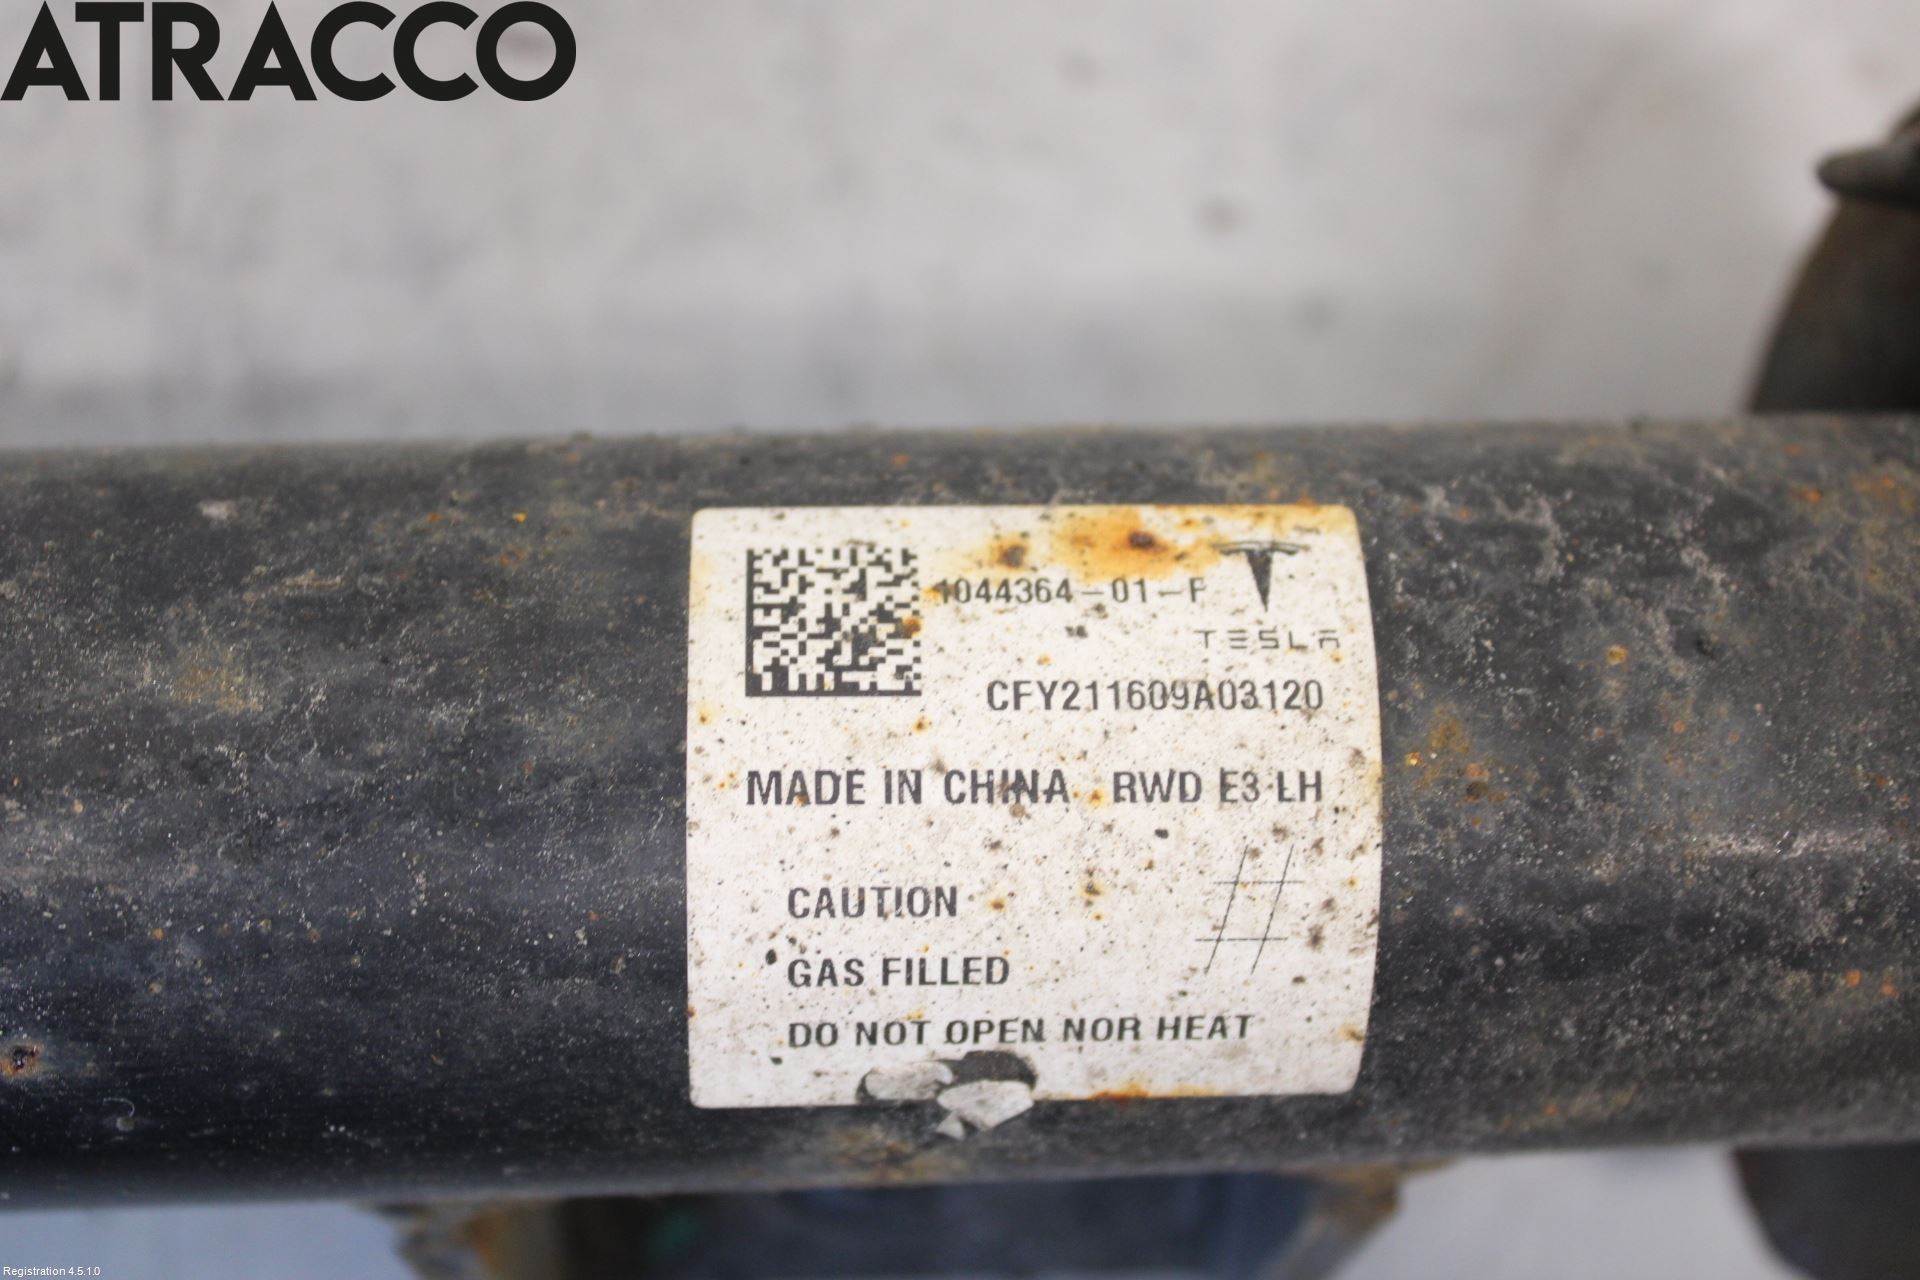 ATRACCO
1044364-01-F
TESLA
CFY211609A03120
MADE IN CHINA RWD E3 LH
CAUTION
GAS FILLED
DO NOT OPEN NOR HEAT
Registration 4.5.1.0